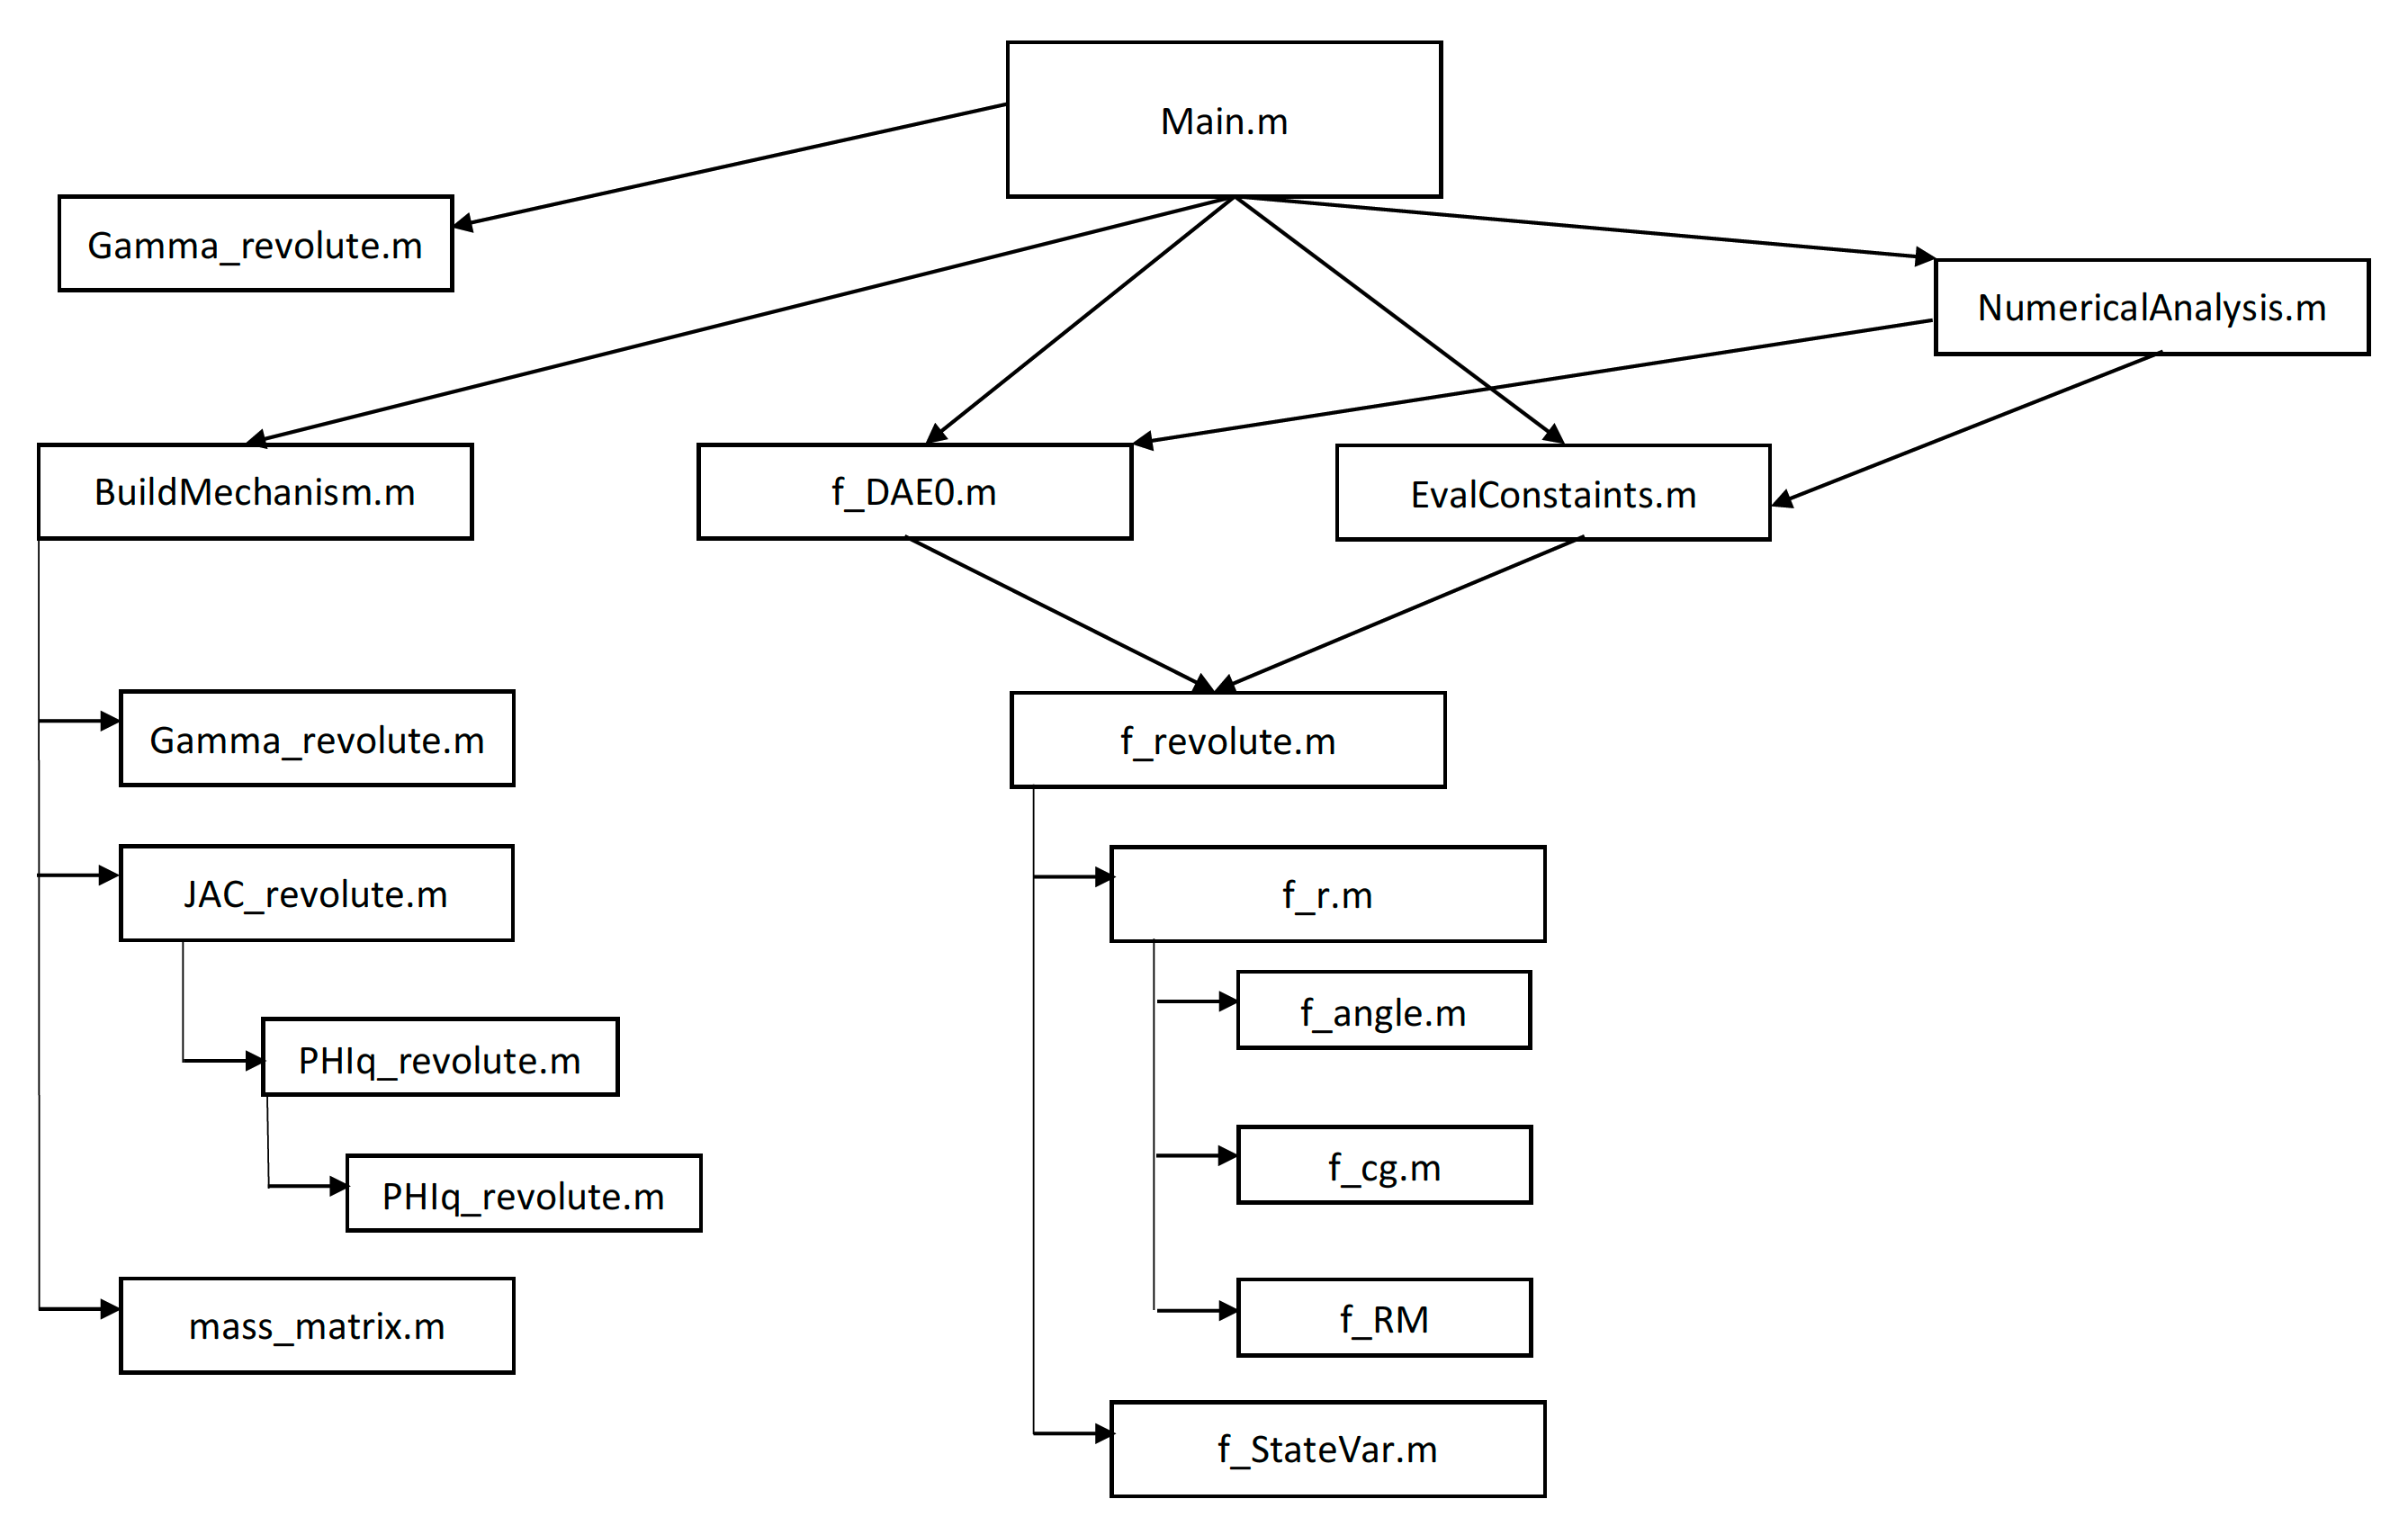 Main.m
Gamma_revolute.m
NumericalAnalysis.m
BuildMechanism.m
f_DAE0.m
EvalConstaints.m
Gamma_revolute.m
f_revolute.m
JAC_revolute.m
f_r.m
f_angle.m
PHIq_revolute.m
f_cg.m
PHIq_revolute.m
mass_matrix.m
f_RM
f_StateVar.m